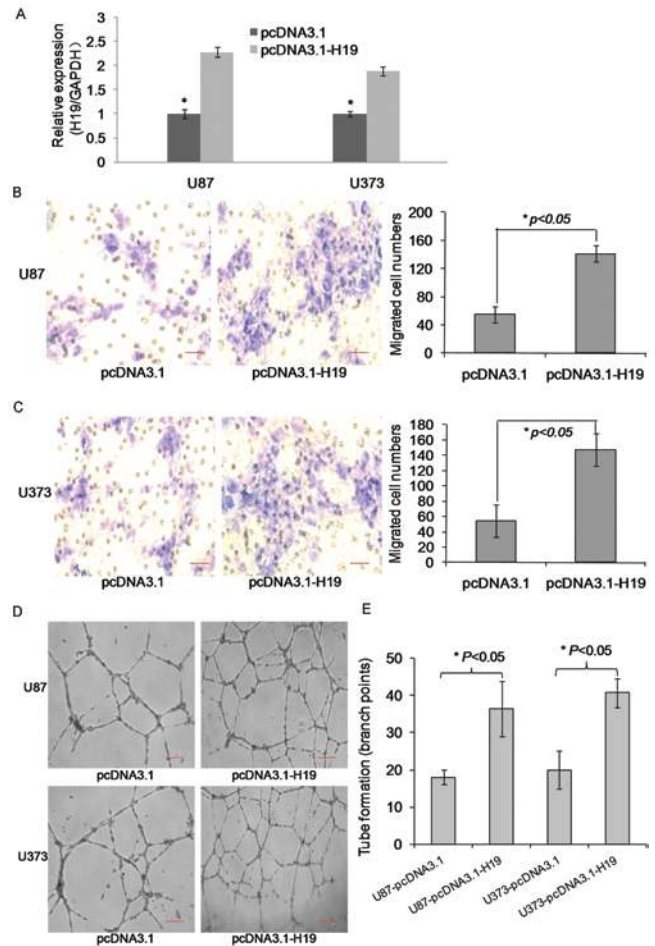 A
Relative expression
(H19/GAPDH)
3
2.5
2
1.5
1
0.5
0
pcDNA3.1
pcDNA3.1-H19
*
*
U87
U373
B
U87
pcDNA3.1
pcDNA3.1-H19
Migrated cell numbers
200
160
120
80
40
0
* p<0.05
pcDNA3.1
pcDNA3.1-H19
C
U373
pcDNA3.1
pcDNA3.1-H19
Migrated cell numbers
180
160
140
120
100
80
60
40
20
0
* p<0.05
pcDNA3.1
pcDNA3.1-H19
D
U87
pcDNA3.1
pcDNA3.1-H19
U373
pcDNA3.1
pcDNA3.1-H19
E
Tube formation (branch points)
50
40
30
20
10
0
* P<0.05
* P<0.05
U87-pcDNA3.1
U87-pcDNA3.1-H19
U373-pcDNA3.1
U373-pcDNA3.1-H19